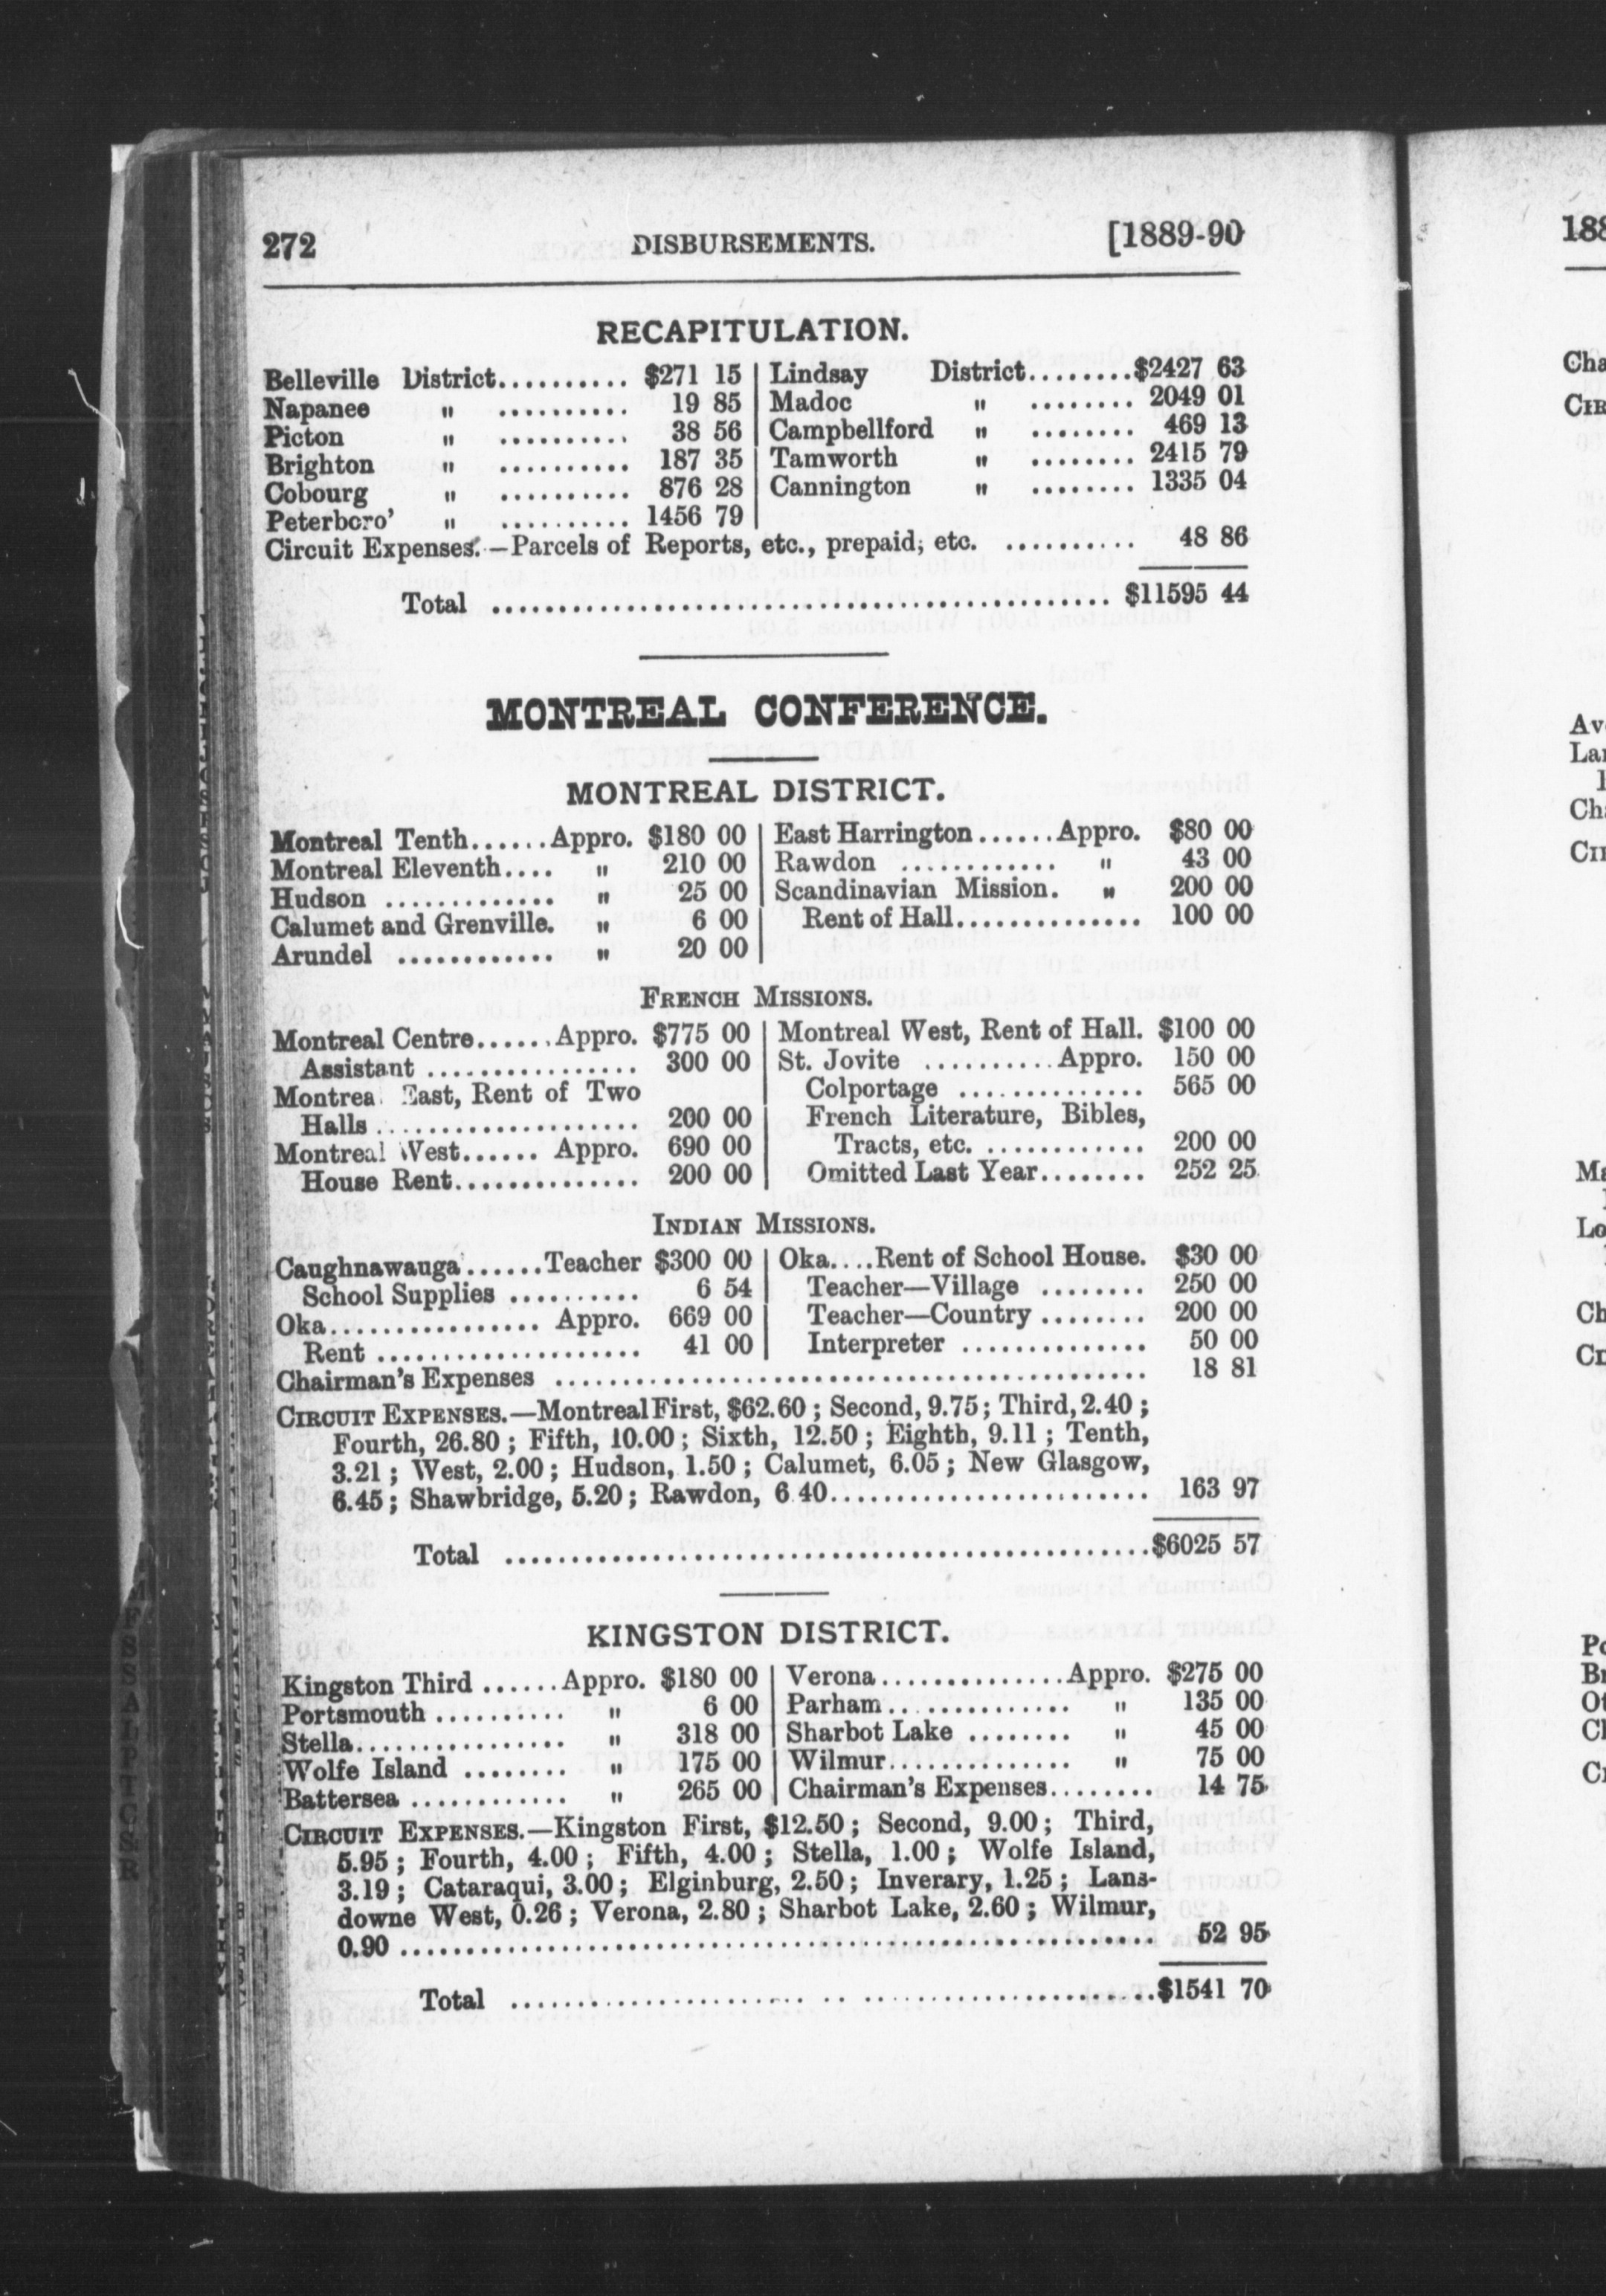 272 DISBURSEMENTS. [1889-90
RECAPITULATION.
Belleville District.......... $271 15
Napanee " .......... 19 85
Picton " .......... 38 56
Brighton " .......... 187 35
Cobourg " .......... 876 28
Peterboro' " .......... 1456 79
Lindsay District........$2427 63
Madoc " ........ 2049 01
Campbellford " ........ 469 13
Tamworth " ........ 2415 79
Cannington " ........ 1335 04
Circuit Expenses.—Parcels of Reports, etc., prepaid, etc. .......... 48 86
Total .............................................. $11595 44
MONTREAL CONFERENCE.
MONTREAL DISTRICT.
Montreal Tenth......Appro. $180 00
Montreal Eleventh.... " 210 00
Hudson ............. " 25 00
Calumet and Grenville. " 6 00
Arundel ............ " 20 00
East Harrington......Appro. $80 00
Rawdon ............ " 43 00
Scandinavian Mission. " 200 00
Rent of Hall.............. 100 00
FRENCH MISSIONS.
Montreal Centre......Appro. $775 00
Assistant ................ 300 00
Montreal East, Rent of Two
Halls .................... 200 00
Montreal West...... Appro. 690 00
House Rent.............. 200 00
Montreal West, Rent of Hall. $100 00
St. Jovite ..........Appro. 150 00
Colportage .............. 565 00
French Literature, Bibles,
Tracts, etc. ............ 200 00
Omitted Last Year........ 252 25
INDIAN MISSIONS.
Caughnawauga......Teacher $300 00
School Supplies .......... 6 54
Oka................ Appro. 669 00
Rent .................... 41 00
Oka....Rent of School House. $30 00
Teacher—Village ........ 250 00
Teacher—Country ........ 200 00
Interpreter .............. 50 00
Chairman's Expenses ............................................ 18 81
CIRCUIT EXPENSES.—Montreal First, $62.60; Second, 9.75; Third, 2.40;
Fourth, 26.80; Fifth, 10.00; Sixth, 12.50; Eighth, 9.11; Tenth,
3.21; West, 2.00; Hudson, 1.50; Calumet, 6.05; New Glasgow,
6.45; Shawbridge, 5.20; Rawdon, 6.40........................ 163 97
Total ................................................$6025 57
KINGSTON DISTRICT.
Kingston Third ......Appro. $180 00
Portsmouth .......... " 6 00
Stella................ " 318 00
Wolfe Island ........ " 175 00
Battersea ............ " 265 00
Verona..............Appro. $275 00
Parham.............. " 135 00
Sharbot Lake ........ " 45 00
Wilmur.............. " 75 00
Chairman's Expenses........ 14 75
CIRCUIT EXPENSES.—Kingston First, $12.50; Second, 9.00; Third,
5.95; Fourth, 4.00; Fifth, 4.00; Stella, 1.00; Wolfe Island,
3.19; Cataraqui, 3.00; Elginburg, 2.50; Inverary, 1.25; Lans-
downe West, 0.26; Verona, 2.80; Sharbot Lake, 2.60; Wilmur,
0.90 ........................................................ 52 95
Total ................................................$1541 70